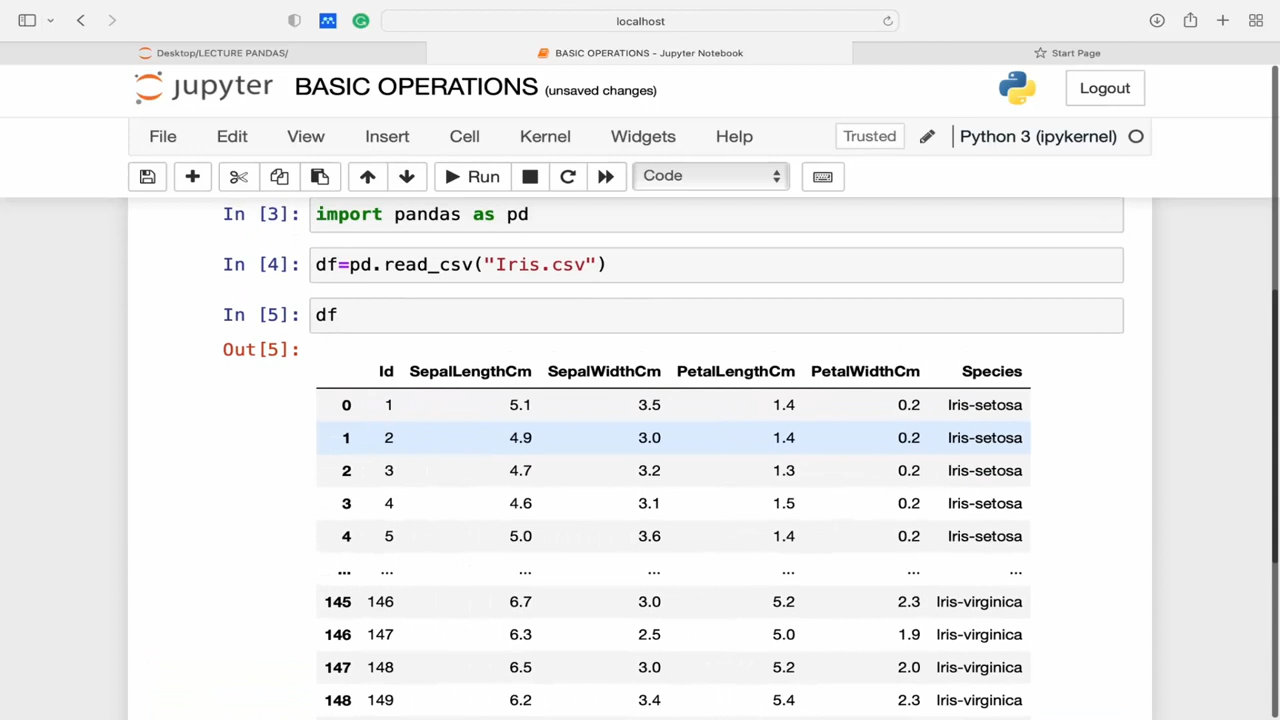 localhost
Desktop/LECTURE PANDAS/ BASIC OPERATIONS - Jupyter Notebook Start Page
jupyter BASIC OPERATIONS (unsaved changes) Logout
File Edit View Insert Cell Kernel Widgets Help Trusted Python 3 (ipykernel)
Run Code
In [3]: import pandas as pd
In [4]: df=pd.read_csv("Iris.csv")
In [5]: df
Out[5]:
Id SepalLengthCm SepalWidthCm PetalLengthCm PetalWidthCm Species
0 1 5.1 3.5 1.4 0.2 Iris-setosa
1 2 4.9 3.0 1.4 0.2 Iris-setosa
2 3 4.7 3.2 1.3 0.2 Iris-setosa
3 4 4.6 3.1 1.5 0.2 Iris-setosa
4 5 5.0 3.6 1.4 0.2 Iris-setosa
... ... ... ... ... ... ...
145 146 6.7 3.0 5.2 2.3 Iris-virginica
146 147 6.3 2.5 5.0 1.9 Iris-virginica
147 148 6.5 3.0 5.2 2.0 Iris-virginica
148 149 6.2 3.4 5.4 2.3 Iris-virginica